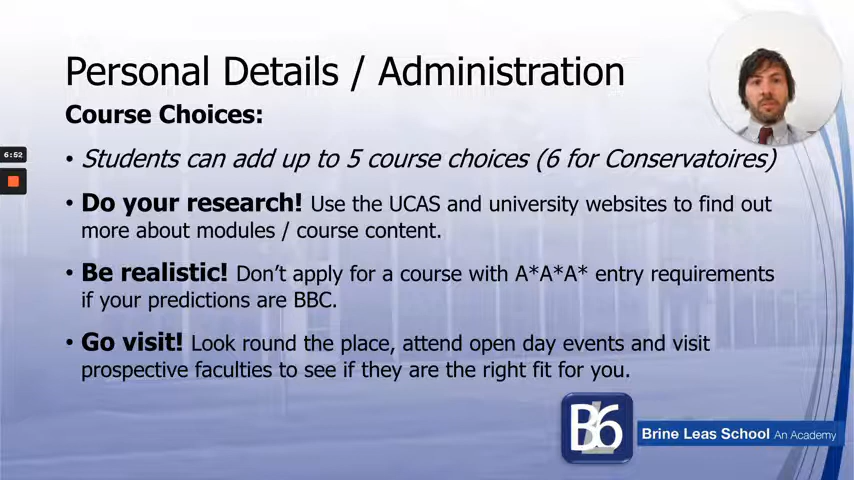 Personal Details / Administration
Course Choices:
• Students can add up to 5 course choices (6 for Conservatoires)
• Do your research! Use the UCAS and university websites to find out
more about modules / course content.
• Be realistic! Don't apply for a course with A*A*A* entry requirements
if your predictions are BBC.
• Go visit! Look round the place, attend open day events and visit
prospective faculties to see if they are the right fit for you.
6:52
B6
Brine Leas School An Academy